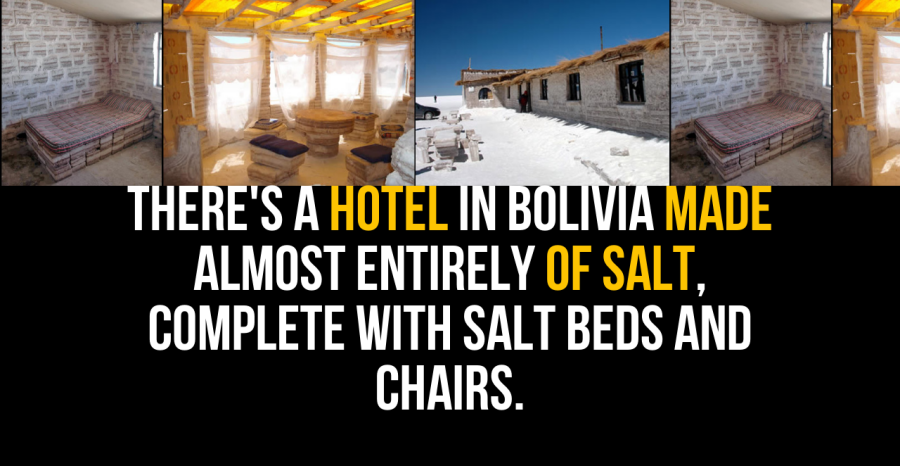 THERE'S A HOTEL IN BOLIVIA MADE
ALMOST ENTIRELY OF SALT,
COMPLETE WITH SALT BEDS AND
CHAIRS.